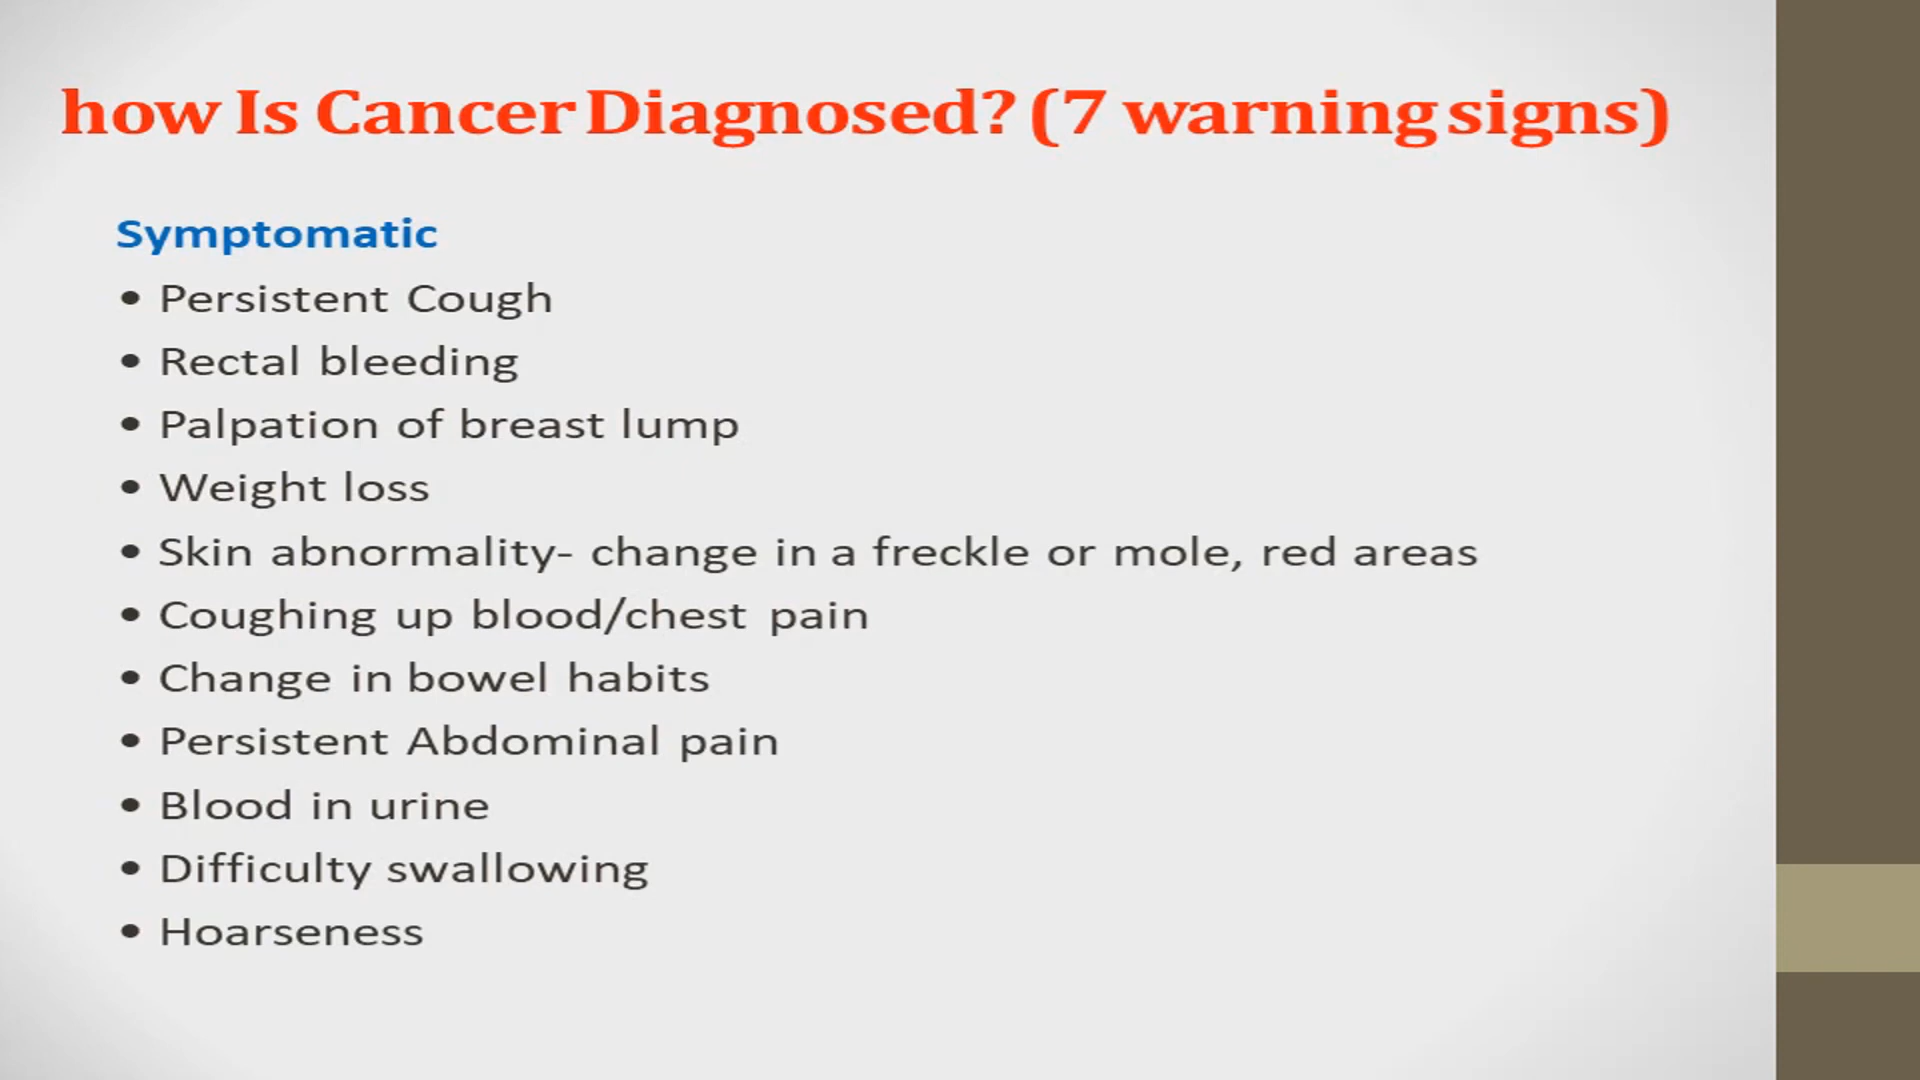 how Is Cancer Diagnosed? (7 warning signs)
Symptomatic
• Persistent Cough
• Rectal bleeding
• Palpation of breast lump
• Weight loss
• Skin abnormality- change in a freckle or mole, red areas
• Coughing up blood/chest pain
• Change in bowel habits
• Persistent Abdominal pain
• Blood in urine
• Difficulty swallowing
• Hoarseness